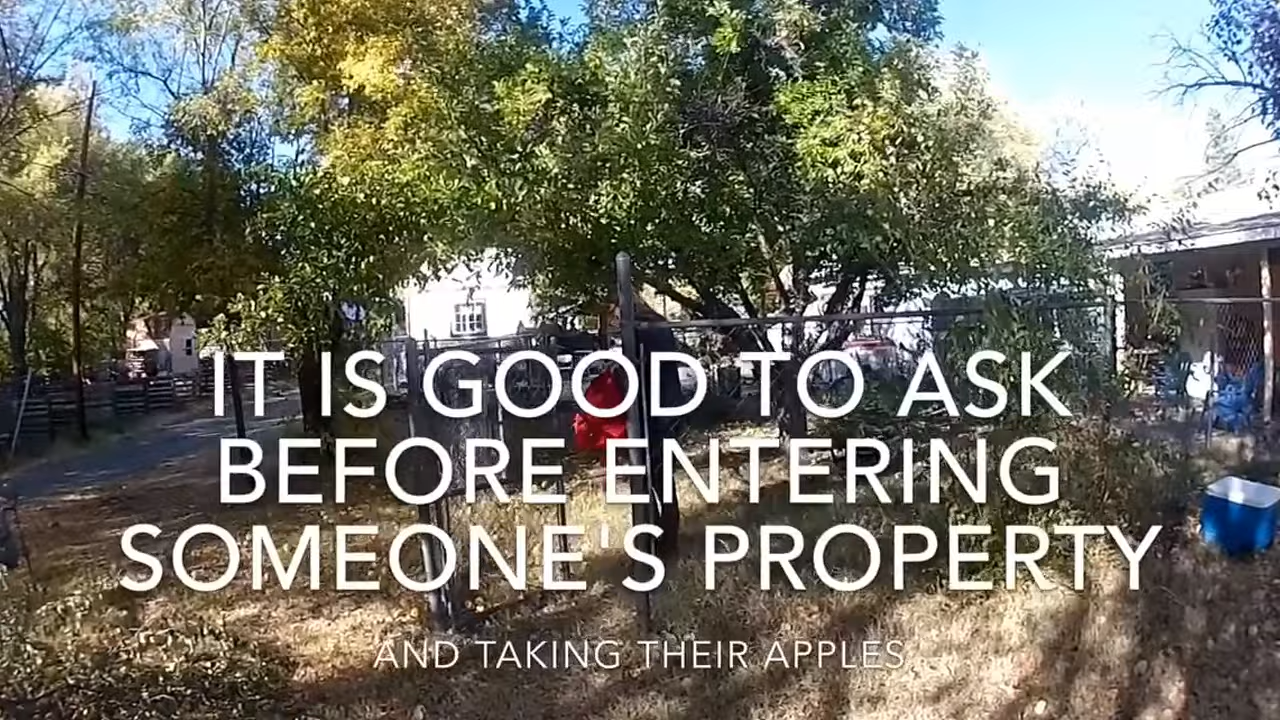 IT IS GOOD TO ASK
BEFORE ENTERING
SOMEONE'S PROPERTY
AND TAKING THEIR APPLES